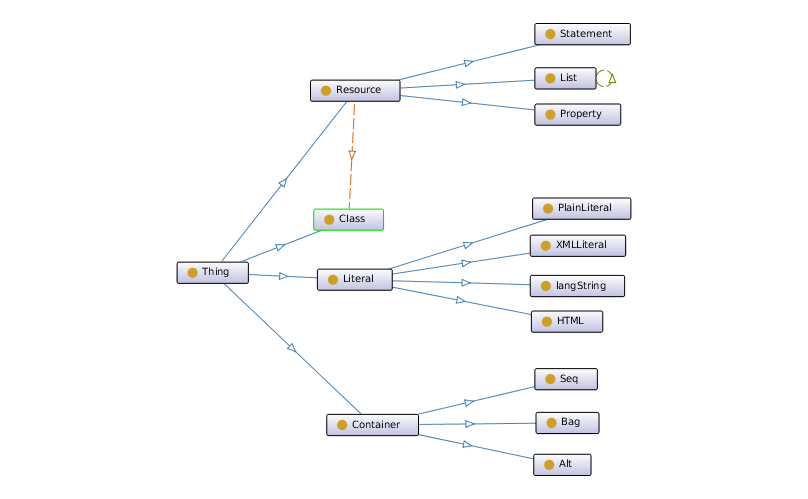 Statement
List
Resource
Property
PlainLiteral
Class
XMLLiteral
Thing
Literal
langString
HTML
Seq
Container
Bag
Alt